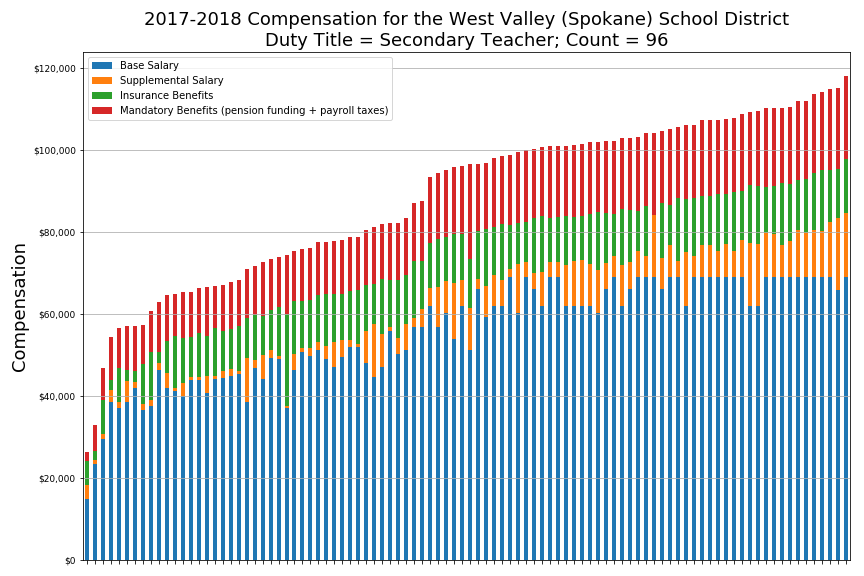 2017-2018 Compensation for the West Valley (Spokane) School District
Duty Title = Secondary Teacher; Count = 96
Base Salary
Supplemental Salary
Insurance Benefits
Mandatory Benefits (pension funding + payroll taxes)
Compensation
$120,000
$100,000
$80,000
$60,000
$40,000
$20,000
$0